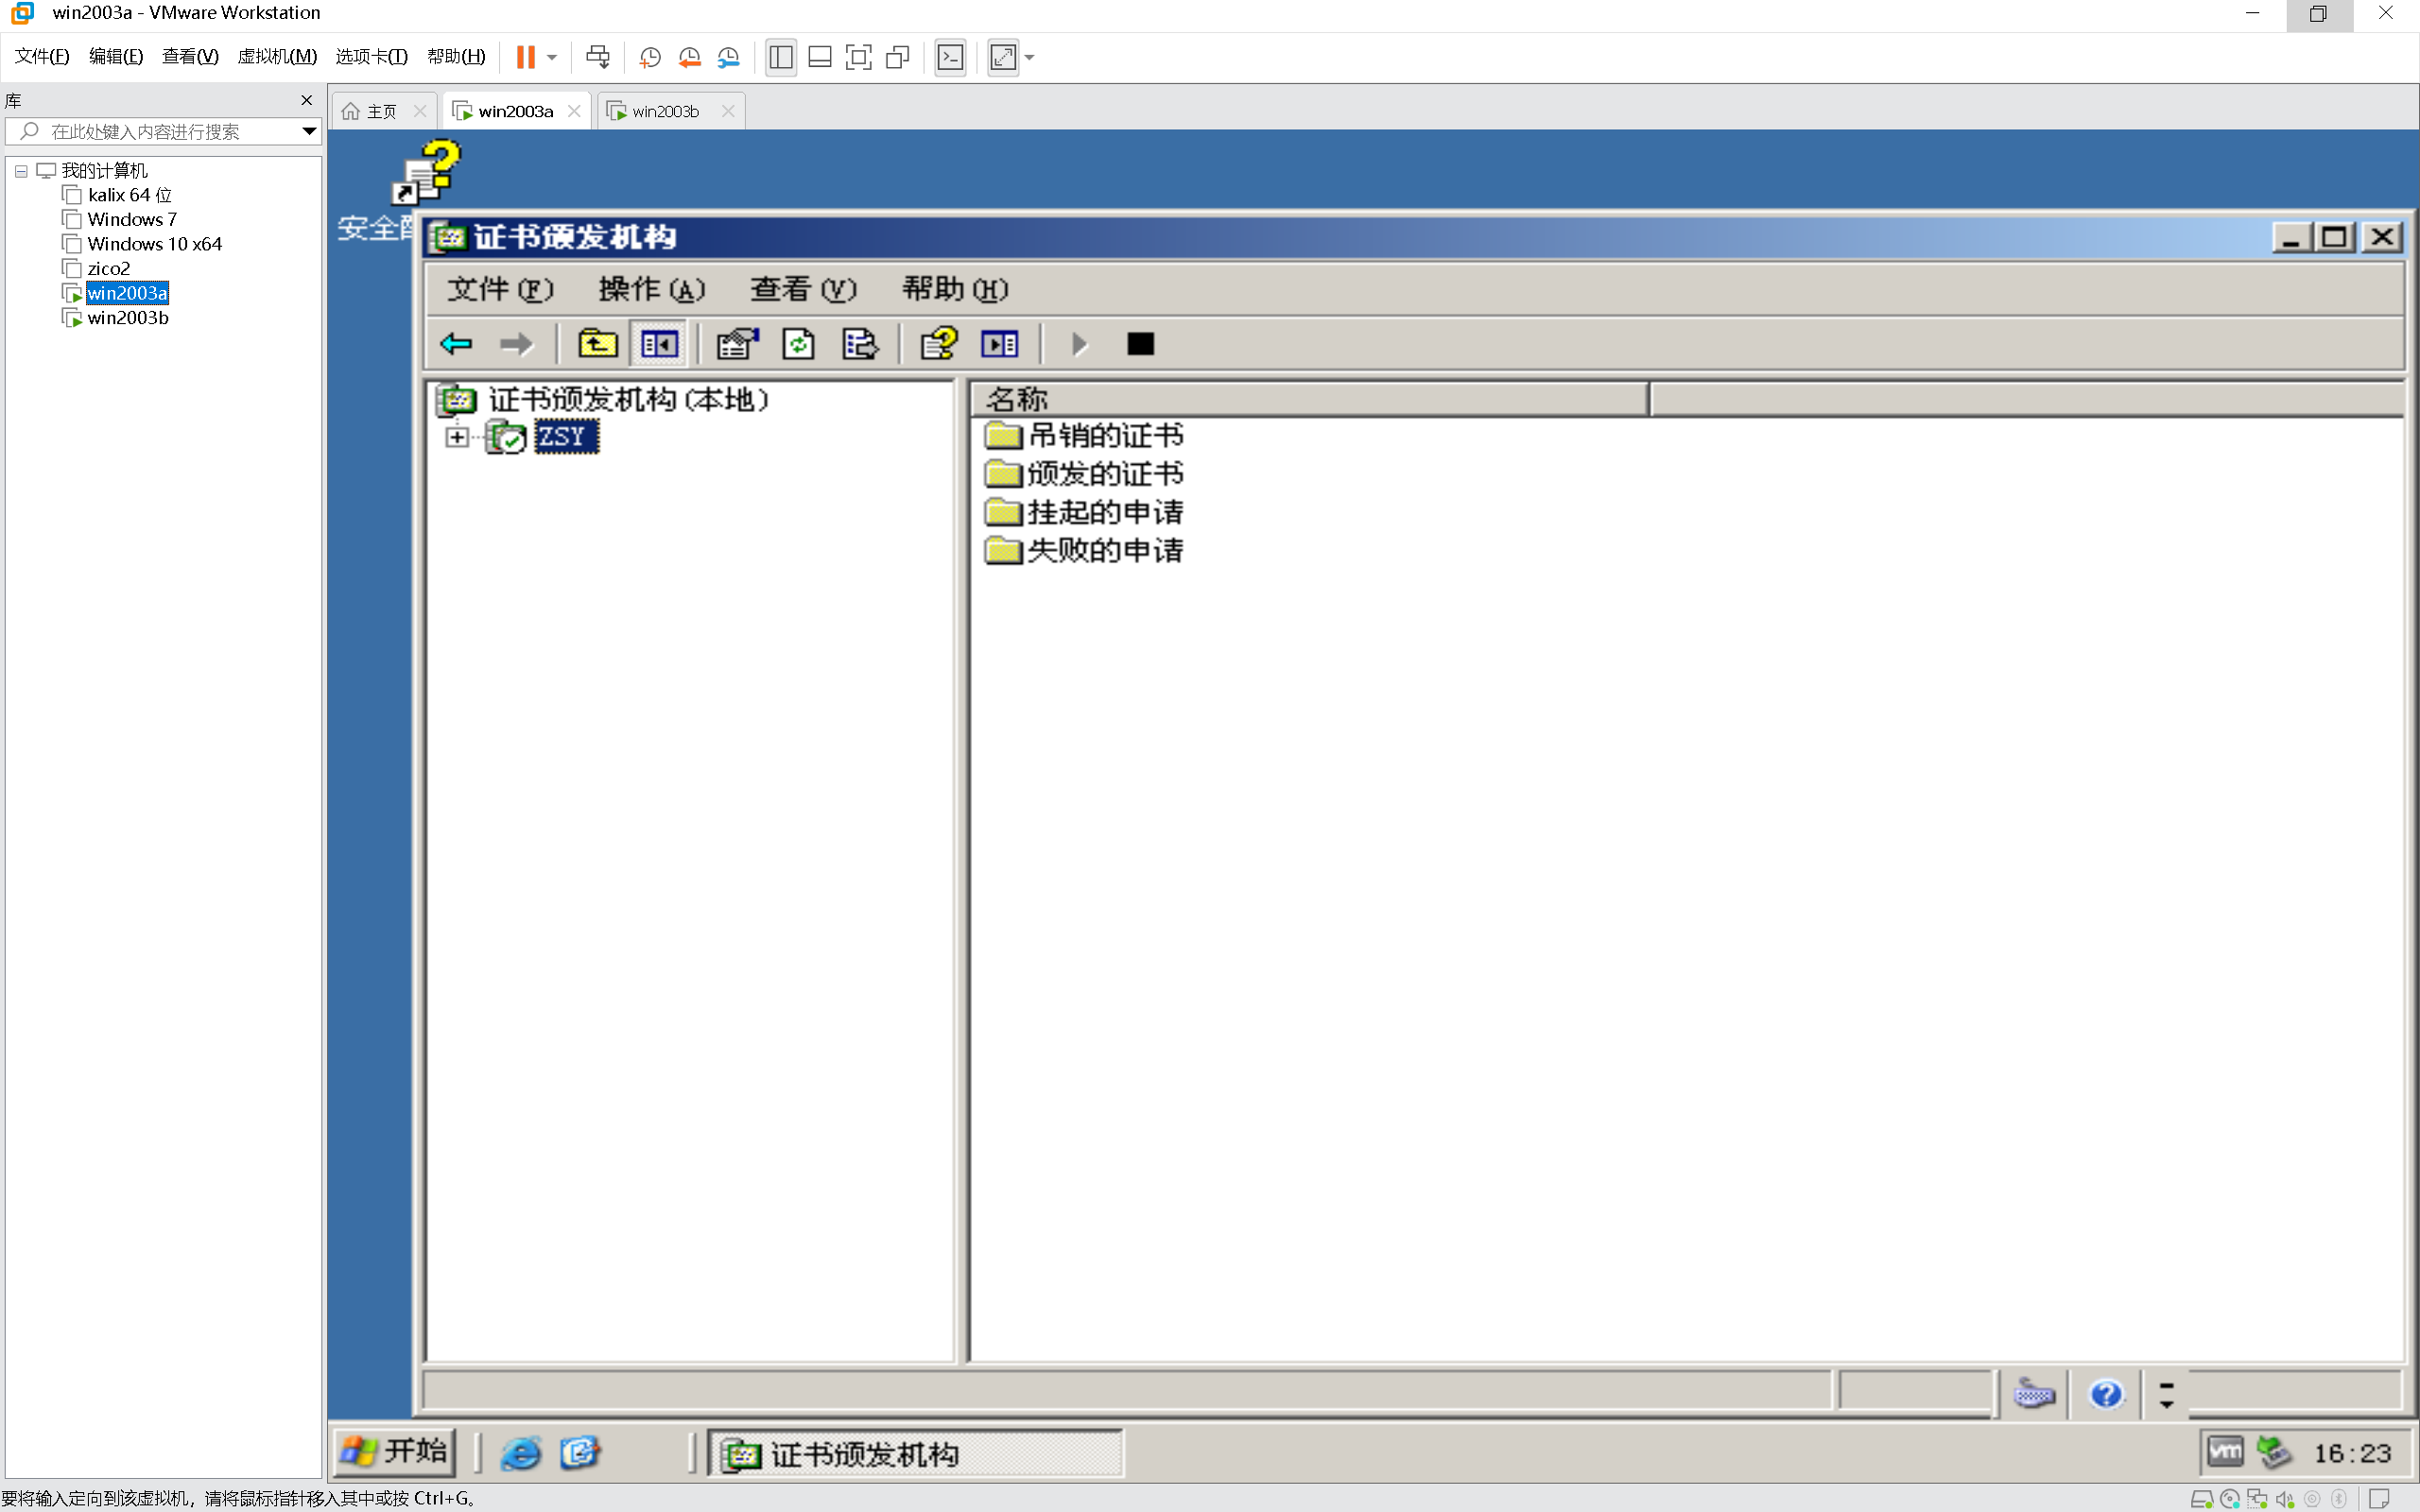 win2003a - VMware Workstation
文件(F) 编辑(E) 查看(V) 虚拟机(M) 选项卡(T) 帮助(H)
库
在此处键入内容进行搜索
我的计算机
kalix 64 位
Windows 7
Windows 10 x64
zico2
win2003a
win2003b
主页 win2003a win2003b
安全
证书颁发机构
文件(F) 操作(A) 查看(V) 帮助(H)
证书颁发机构(本地)
ZSY
名称
吊销的证书
颁发的证书
挂起的申请
失败的申请
开始 证书颁发机构 vm 16:23
要将输入定向到该虚拟机，请将鼠标指针移入其中或按 Ctrl+G。